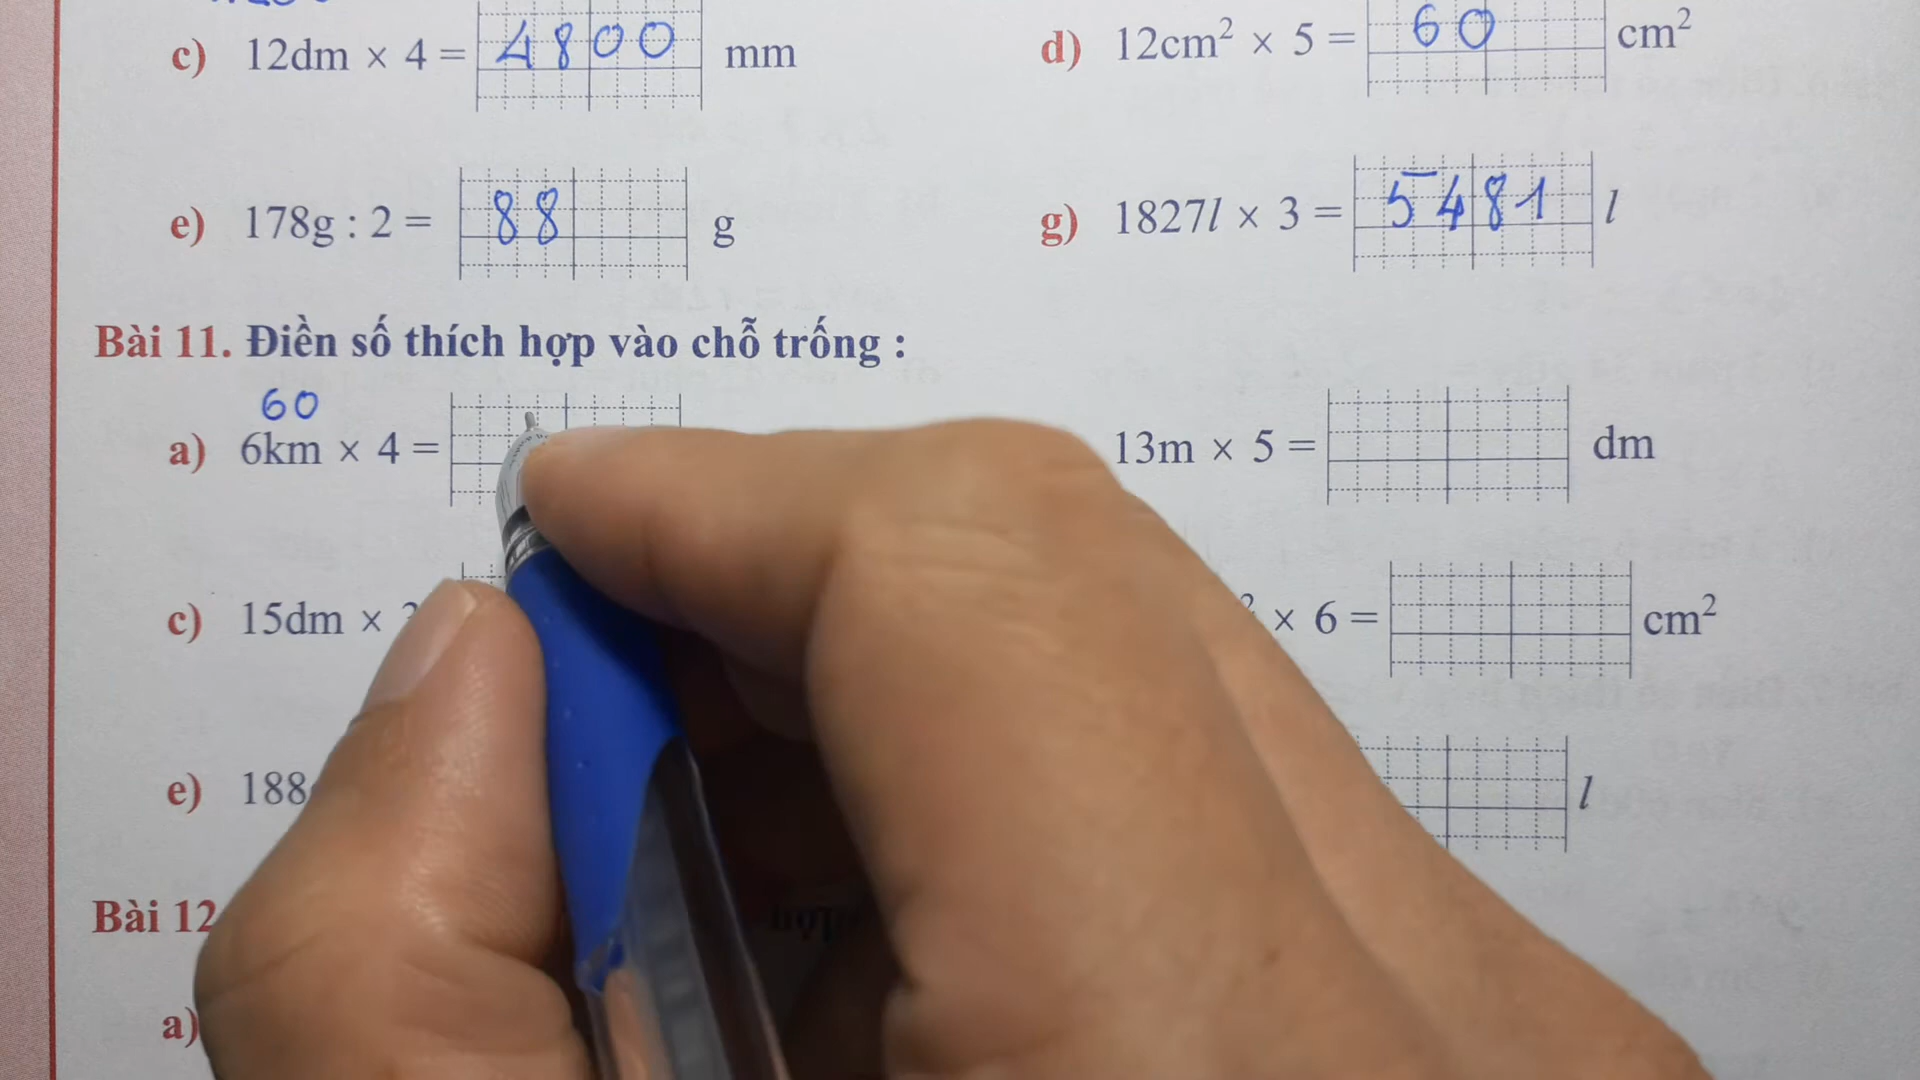 c) 12dm × 4 = 4800 mm
d) 12cm² × 5 = 60 cm²
e) 178g : 2 = 88 g
g) 1827l × 3 = 5481 l
Bài 11. Điền số thích hợp vào chỗ trống :
60
a) 6km × 4 =
13m × 5 = dm
c) 15dm ×
× 6 = cm²
e) 188
l
Bài 12
a)